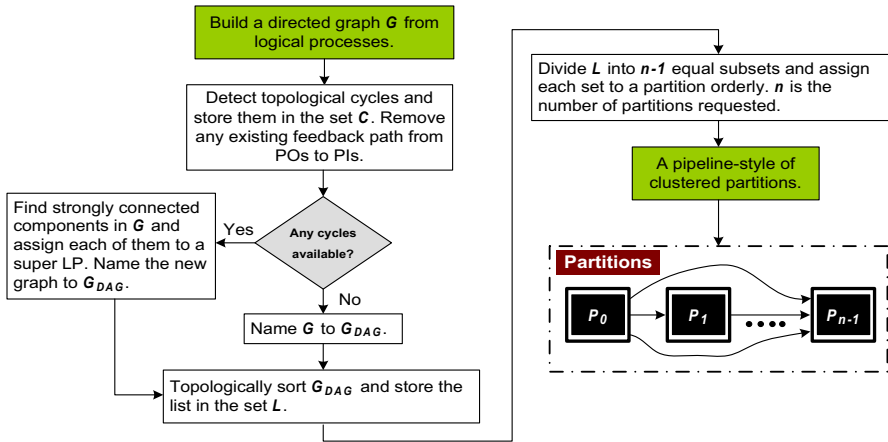 Build a directed graph G from
logical processes.
Detect topological cycles and
store them in the set C. Remove
any existing feedback path from
POs to PIs.
Any cycles
available?
Yes
No
Find strongly connected
components in G and
assign each of them to a
super LP. Name the new
graph to GDAG.
Name G to GDAG.
Topologically sort GDAG and store the
list in the set L.
Divide L into n-1 equal subsets and assign
each set to a partition orderly. n is the
number of partitions requested.
A pipeline-style of
clustered partitions.
Partitions
P0
P1
Pn-1